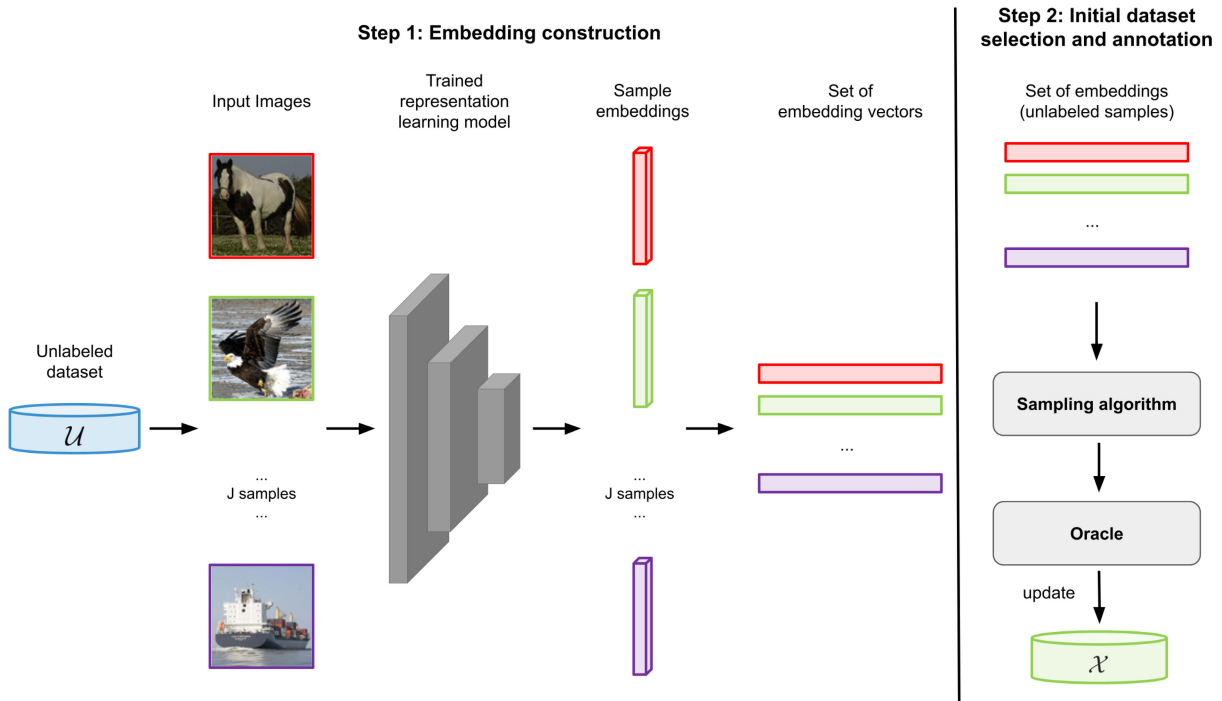 Step 1: Embedding construction
Input Images
Trained
representation
learning model
Sample
embeddings
Set of
embedding vectors
Unlabeled
dataset
𝒰
...
J samples
...
...
J samples
...
...
Step 2: Initial dataset
selection and annotation
Set of embeddings
(unlabeled samples)
...
Sampling algorithm
Oracle
update
𝒳